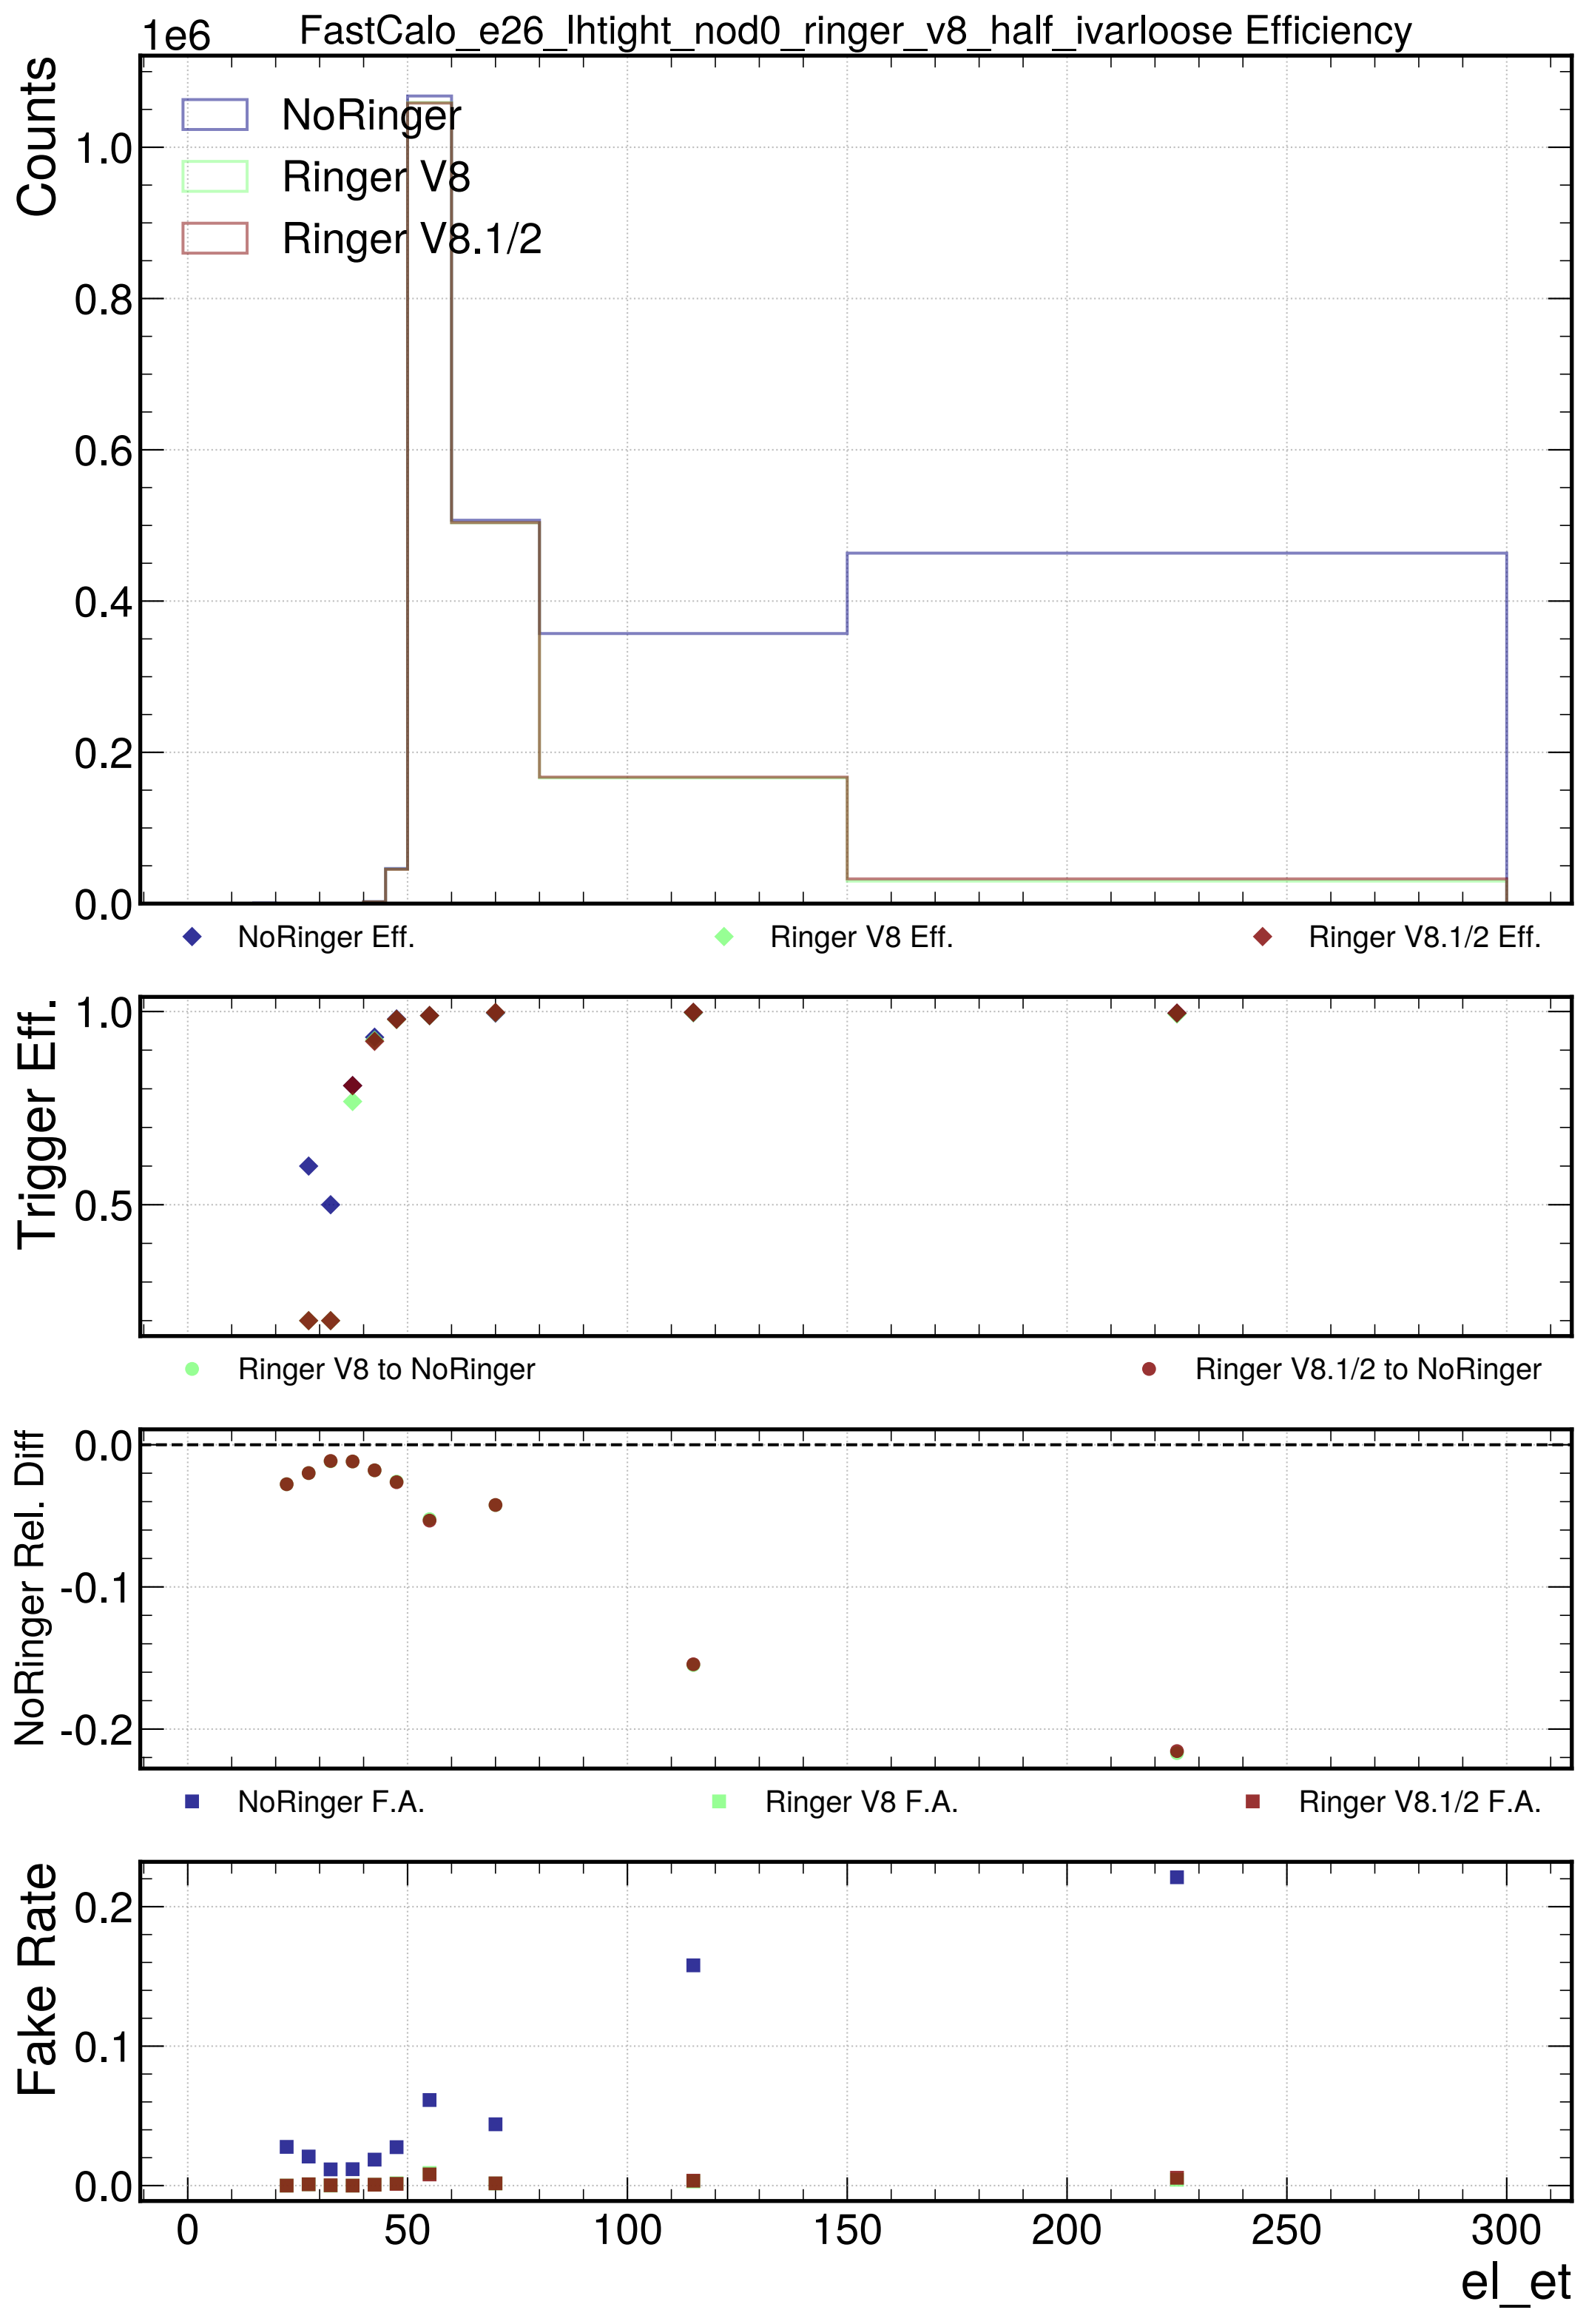 1e6
FastCalo_e26_lhtight_nod0_ringer_v8_half_ivarloose Efficiency
Counts
NoRinger
Ringer V8
Ringer V8.1/2
1.0
0.8
0.6
0.4
0.2
0.0
NoRinger Eff. Ringer V8 Eff. Ringer V8.1/2 Eff.
Trigger Eff.
1.0
0.5
Ringer V8 to NoRinger Ringer V8.1/2 to NoRinger
NoRinger Rel. Diff
0.0
-0.1
-0.2
NoRinger F.A. Ringer V8 F.A. Ringer V8.1/2 F.A.
Fake Rate
0.2
0.1
0.0
0 50 100 150 200 250 300
el_et